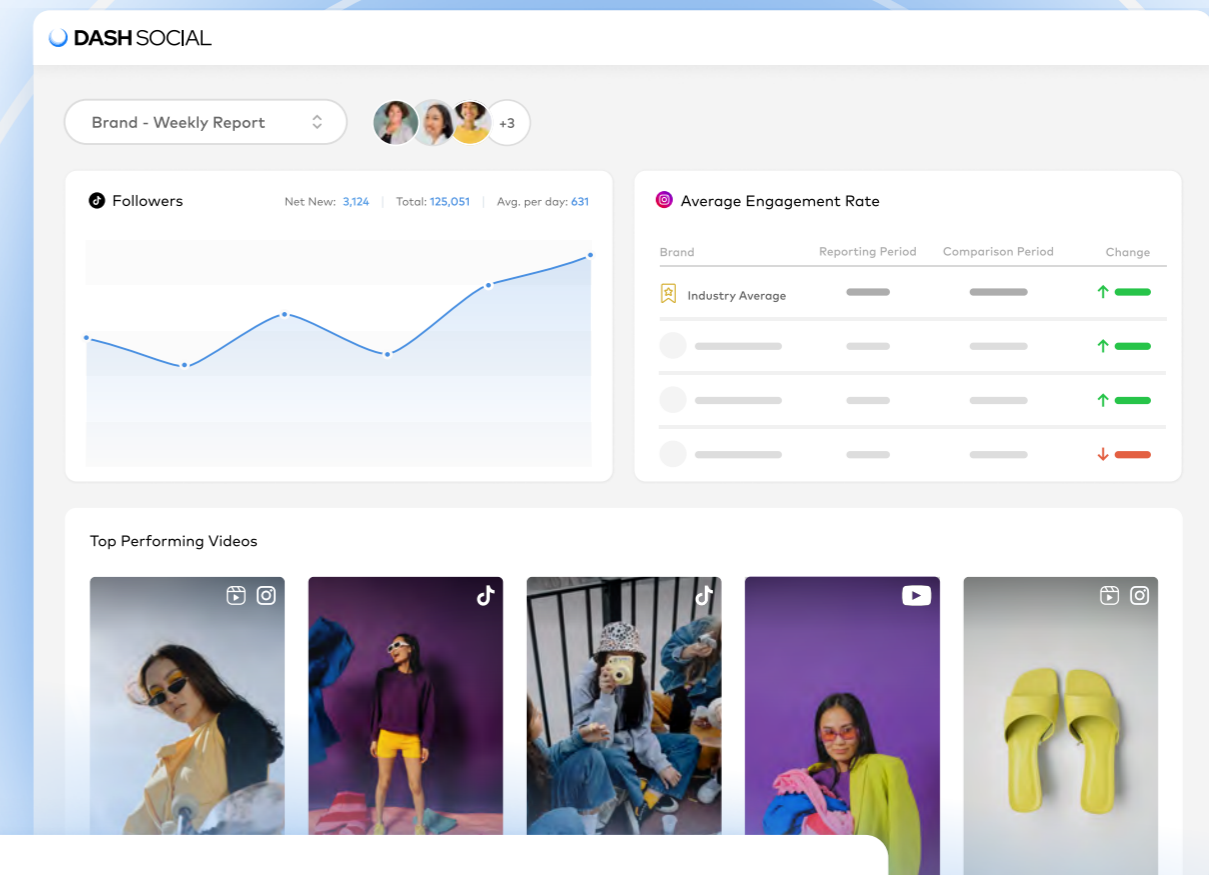 DASH SOCIAL
Brand - Weekly Report
+3
Followers
Net New: 3,124 | Total: 125,051 | Avg. per day: 631
Average Engagement Rate
Brand Reporting Period Comparison Period Change
Industry Average
Top Performing Videos